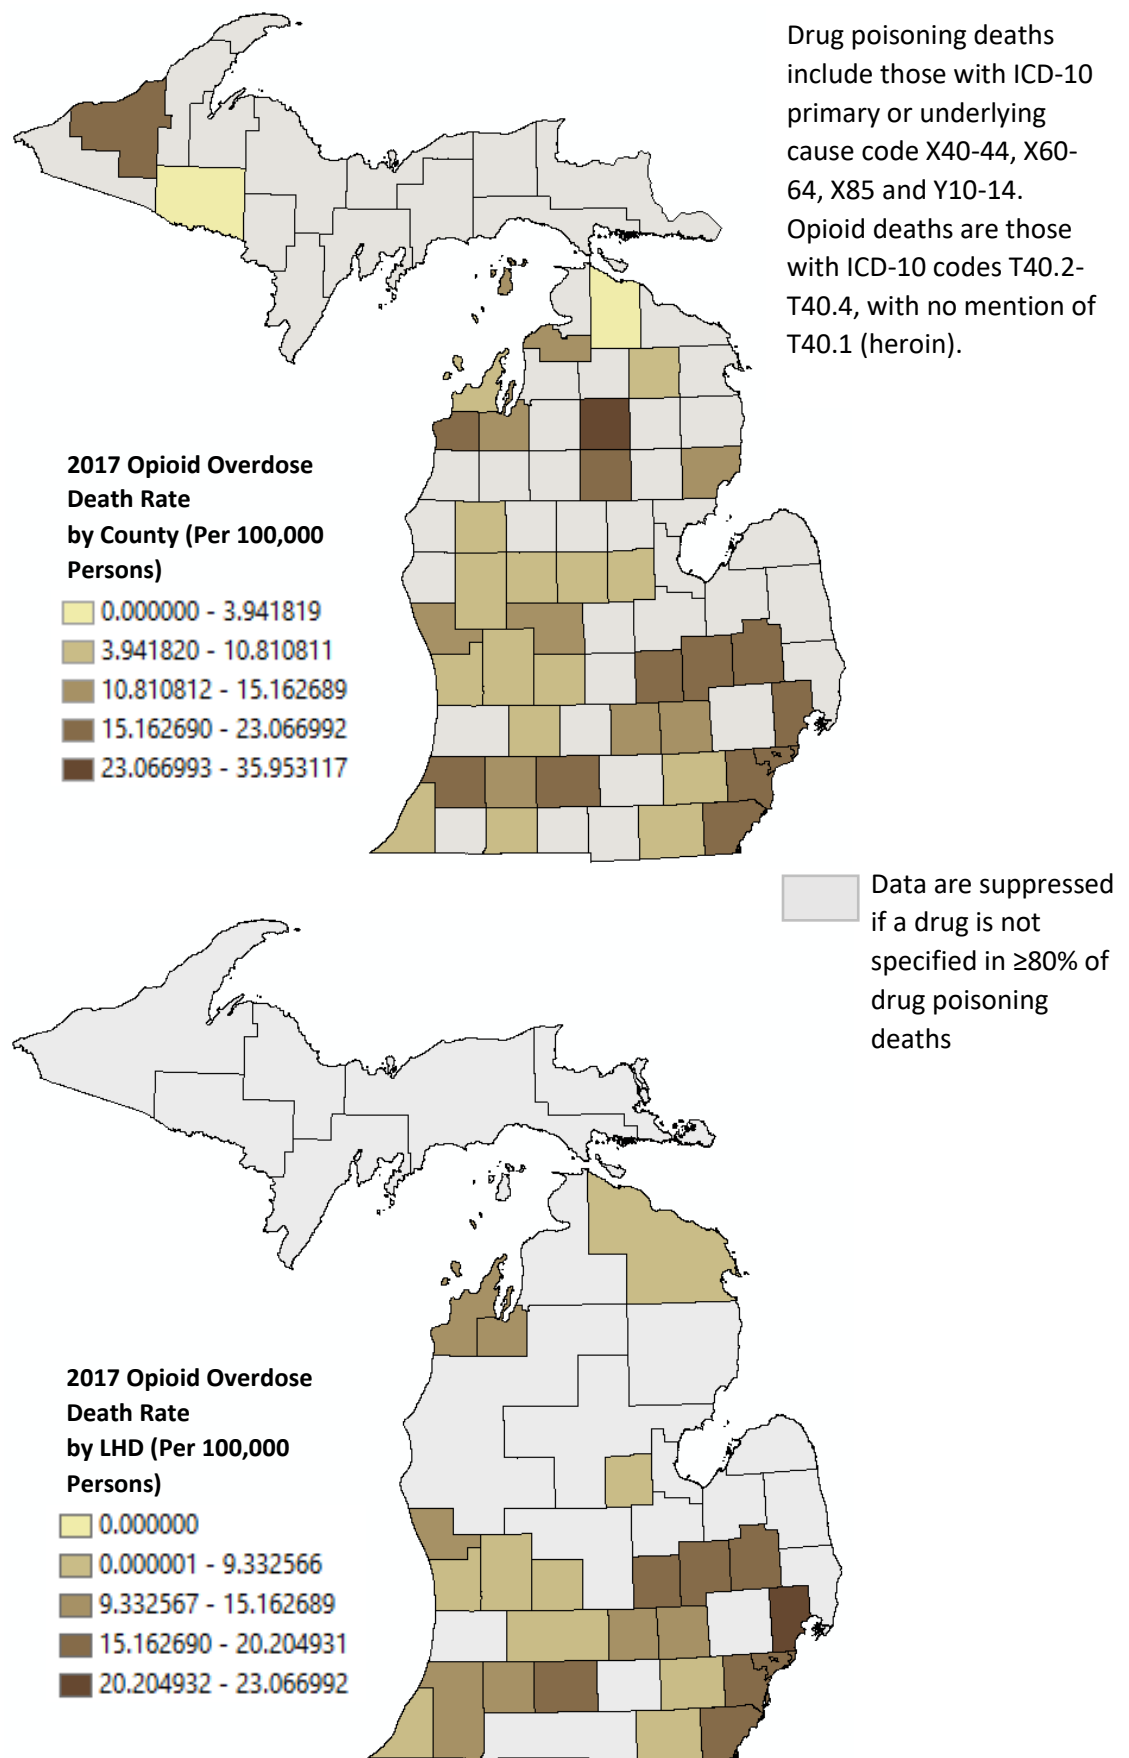 Drug poisoning deaths
include those with ICD-10
primary or underlying
cause code X40-44, X60-
64, X85 and Y10-14.
Opioid deaths are those
with ICD-10 codes T40.2-
T40.4, with no mention of
T40.1 (heroin).
2017 Opioid Overdose
Death Rate
by County (Per 100,000
Persons)
0.000000 - 3.941819
3.941820 - 10.810811
10.810812 - 15.162689
15.162690 - 23.066992
23.066993 - 35.953117
Data are suppressed
if a drug is not
specified in ≥80% of
drug poisoning
deaths
2017 Opioid Overdose
Death Rate
by LHD (Per 100,000
Persons)
0.000000
0.000001 - 9.332566
9.332567 - 15.162689
15.162690 - 20.204931
20.204932 - 23.066992